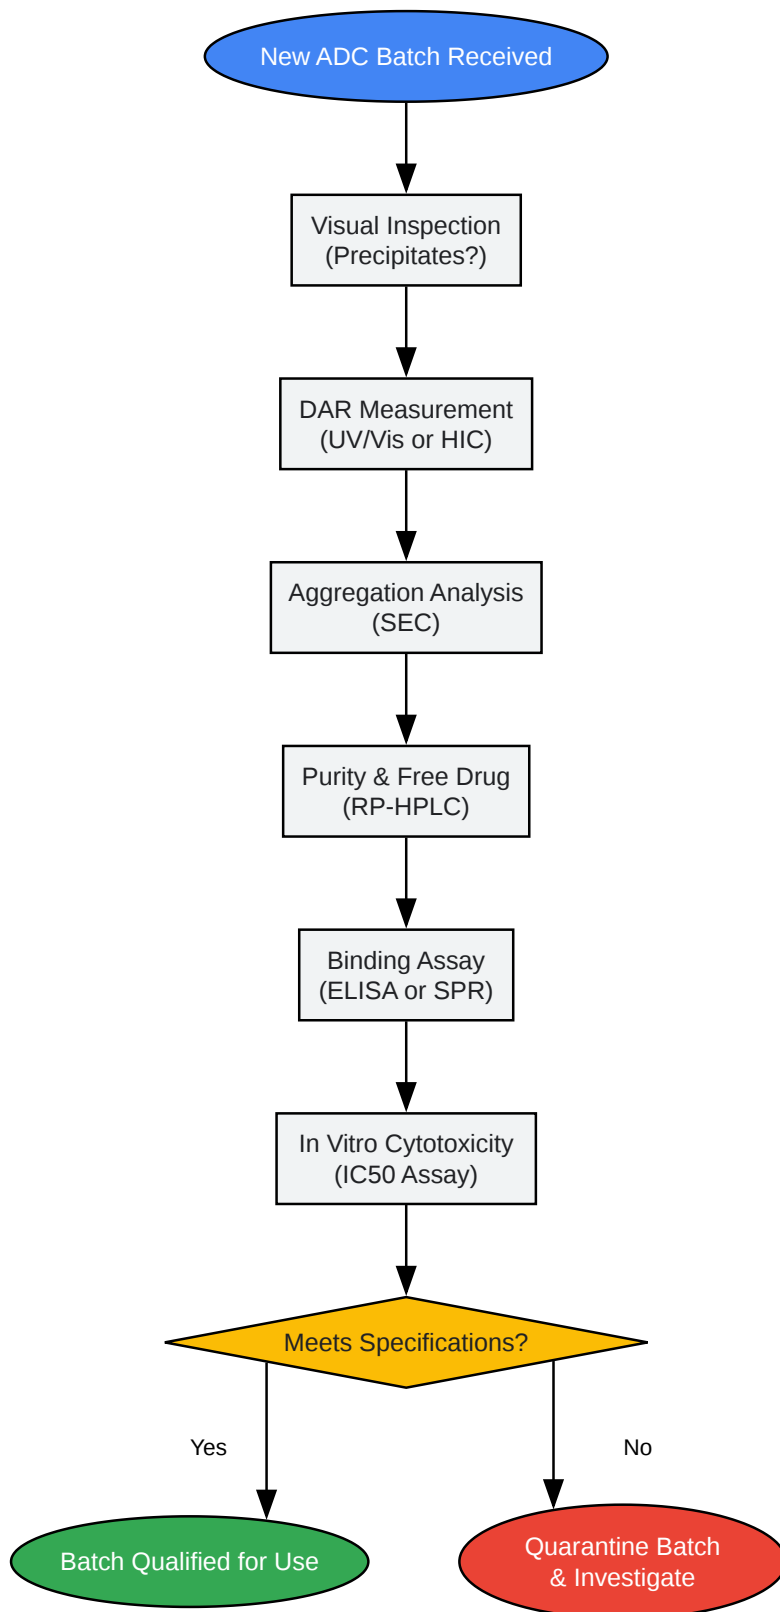 New ADC Batch Received
Visual Inspection
(Precipitates?)
DAR Measurement
(UV/Vis or HIC)
Aggregation Analysis
(SEC)
Purity & Free Drug
(RP-HPLC)
Binding Assay
(ELISA or SPR)
In Vitro Cytotoxicity
(IC50 Assay)
Meets Specifications?
Yes
No
Batch Qualified for Use
Quarantine Batch
& Investigate